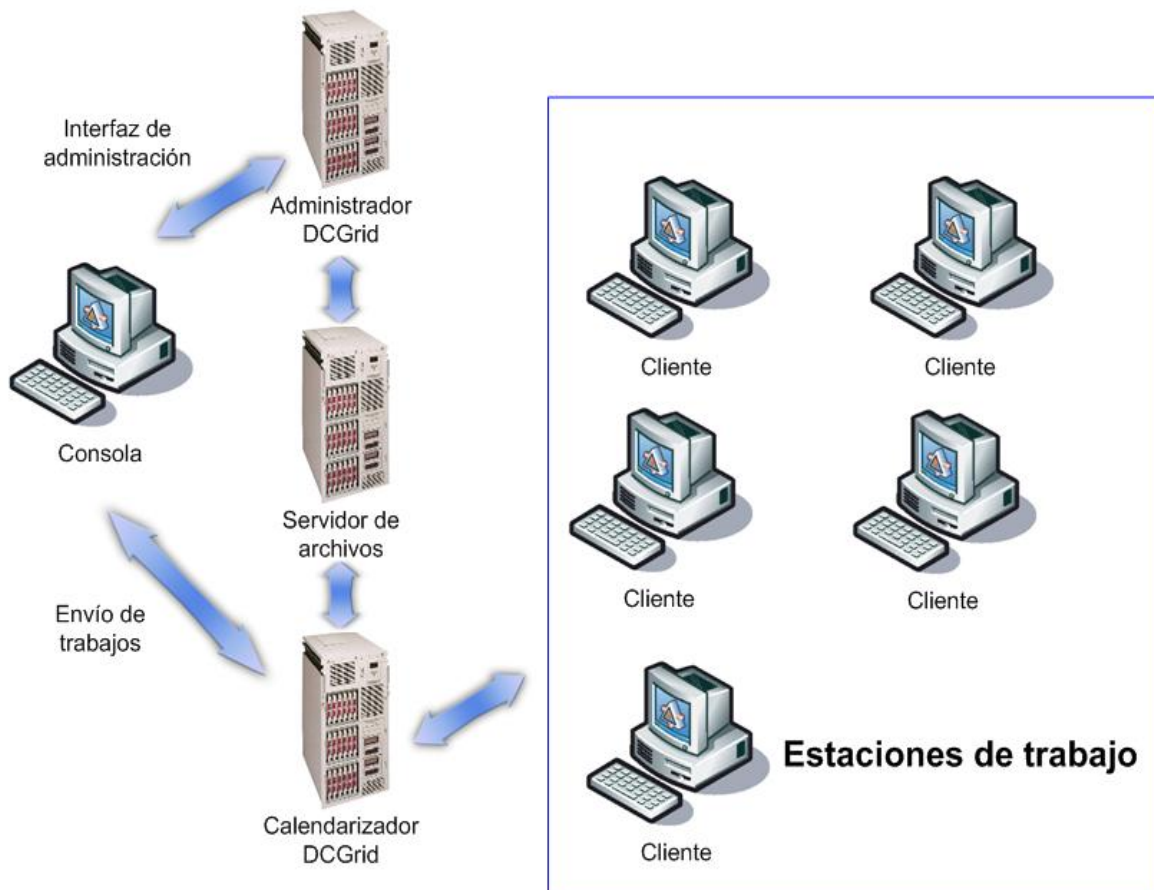 Interfaz de
administración
Administrador
DCGrid
Consola
Servidor de
archivos
Envío de
trabajos
Calendarizador
DCGrid
Cliente
Cliente
Cliente
Cliente
Cliente
Estaciones de trabajo